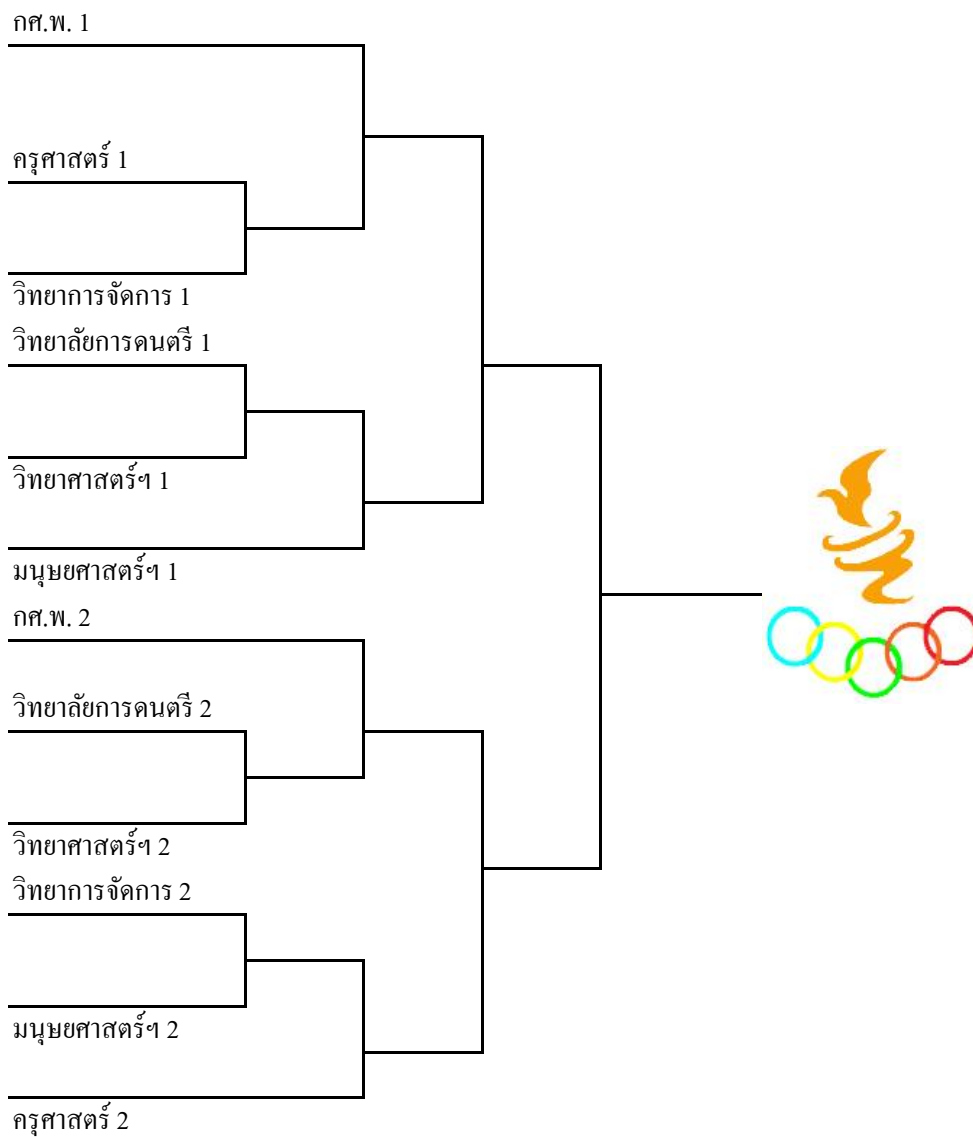 กศ.พ. 1
ครุศาสตร์ 1
วิทยาการจัดการ 1
วิทยาลัยการดนตรี 1
วิทยาศาสตร์ฯ 1
มนุษยศาสตร์ฯ 1
กศ.พ. 2
วิทยาลัยการดนตรี 2
วิทยาศาสตร์ฯ 2
วิทยาการจัดการ 2
มนุษยศาสตร์ฯ 2
ครุศาสตร์ 2